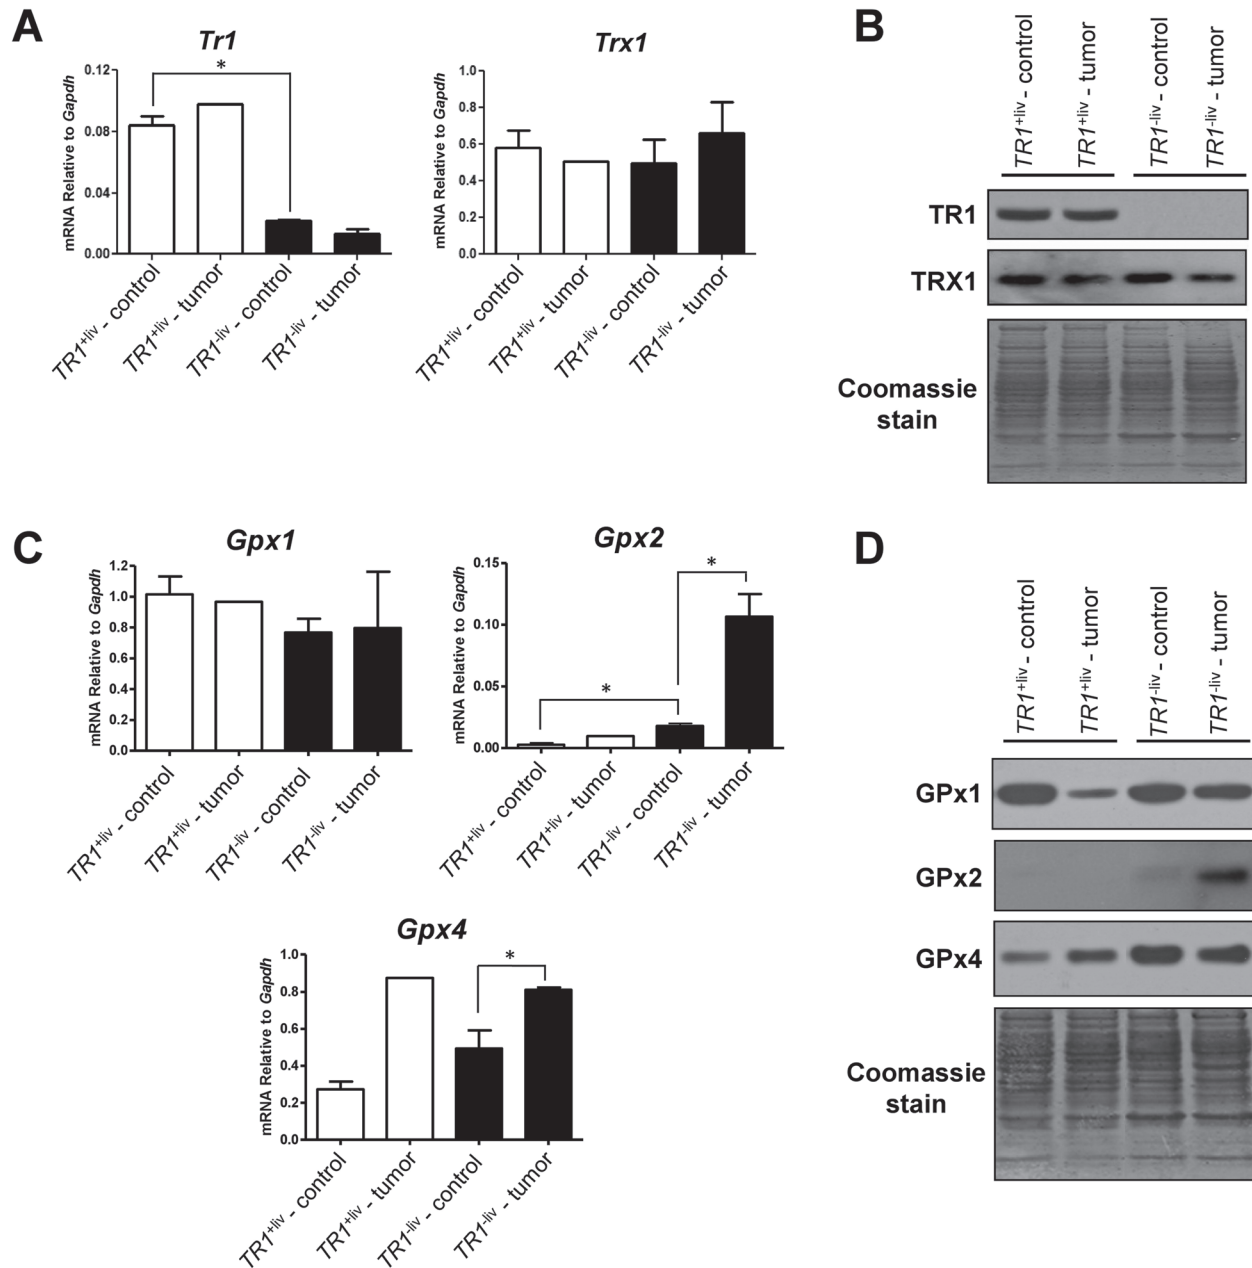 A
Tr1
mRNA Relative to Gapdh
0.12
0.08
0.04
0.00
*
TR1+liv - control
TR1+liv - tumor
TR1-liv - control
TR1-liv - tumor
Trx1
mRNA Relative to Gapdh
1.0
0.8
0.6
0.4
0.2
0.0
TR1+liv - control
TR1+liv - tumor
TR1-liv - control
TR1-liv - tumor
B
TR1+liv - control
TR1+liv - tumor
TR1-liv - control
TR1-liv - tumor
TR1
TRX1
Coomassie
stain
C
Gpx1
mRNA Relative to Gapdh
1.2
1.0
0.8
0.6
0.4
0.2
0.0
TR1+liv - control
TR1+liv - tumor
TR1-liv - control
TR1-liv - tumor
Gpx2
mRNA Relative to Gapdh
0.15
0.10
0.05
0.00
*
*
TR1+liv - control
TR1+liv - tumor
TR1-liv - control
TR1-liv - tumor
Gpx4
mRNA Relative to Gapdh
1.0
0.8
0.6
0.4
0.2
0.0
*
TR1+liv - control
TR1+liv - tumor
TR1-liv - control
TR1-liv - tumor
D
TR1+liv - control
TR1+liv - tumor
TR1-liv - control
TR1-liv - tumor
GPx1
GPx2
GPx4
Coomassie
stain